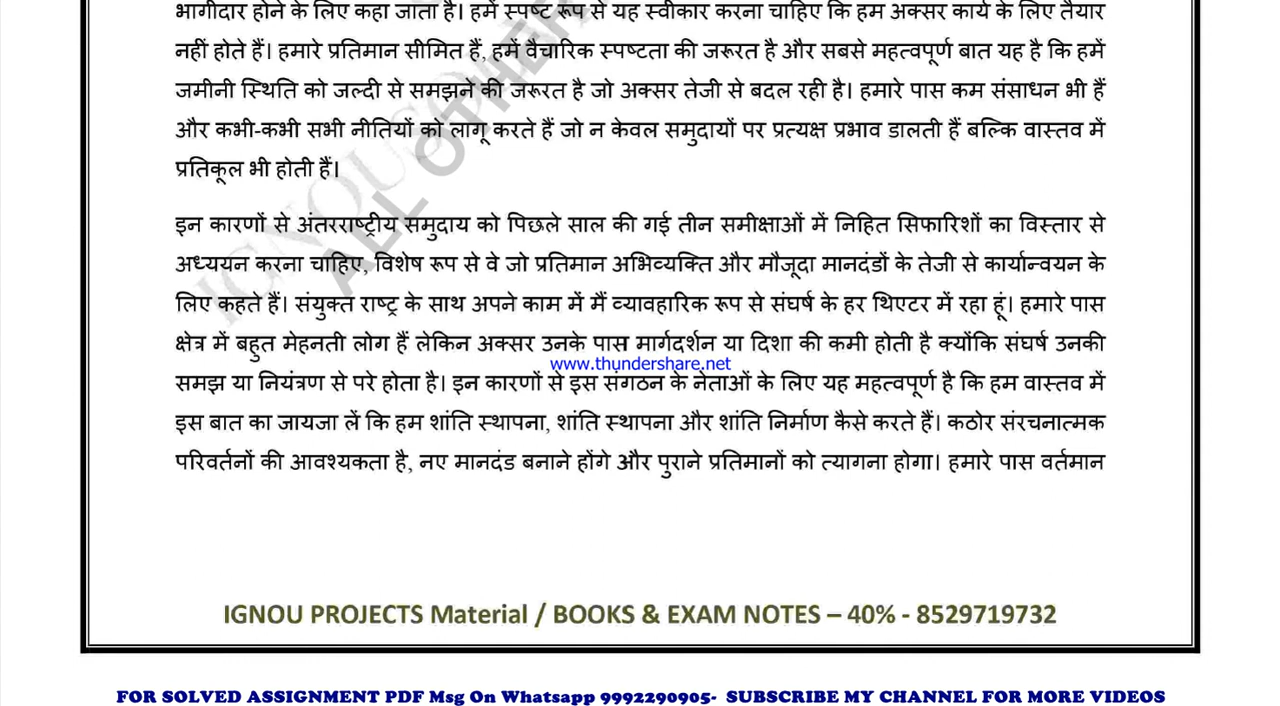 भागीदार होने के लिए कहा जाता है। हमें स्पष्ट रूप से यह स्वीकार करना चाहिए कि हम अक्सर कार्य के लिए तैयार
नहीं होते हैं। हमारे प्रतिमान सीमित हैं, हमें वैचारिक स्पष्टता की जरूरत है और सबसे महत्वपूर्ण बात यह है कि हमें
जमीनी स्थिति को जल्दी से समझने की जरूरत है जो अक्सर तेजी से बदल रही है। हमारे पास कम संसाधन भी हैं
और कभी-कभी सभी नीतियों को लागू करते हैं जो न केवल समुदायों पर प्रत्यक्ष प्रभाव डालती हैं बल्कि वास्तव में
प्रतिकूल भी होती हैं।
इन कारणों से अंतरराष्ट्रीय समुदाय को पिछले साल की गई तीन समीक्षाओं में निहित सिफारिशों का विस्तार से
अध्ययन करना चाहिए, विशेष रूप से वे जो प्रतिमान अभिव्यक्ति और मौजूदा मानदंडों के तेजी से कार्यान्वयन के
लिए कहते हैं। संयुक्त राष्ट्र के साथ अपने काम में मैं व्यावहारिक रूप से संघर्ष के हर थिएटर में रहा हूं। हमारे पास
क्षेत्र में बहुत मेहनती लोग हैं लेकिन अक्सर उनके पास मार्गदर्शन या दिशा की कमी होती है क्योंकि संघर्ष उनकी
www.thundershare.net
समझ या नियंत्रण से परे होता है। इन कारणों से इस संगठन के नेताओं के लिए यह महत्वपूर्ण है कि हम वास्तव में
इस बात का जायजा लें कि हम शांति स्थापना, शांति स्थापना और शांति निर्माण कैसे करते हैं। कठोर संरचनात्मक
परिवर्तनों की आवश्यकता है, नए मानदंड बनाने होंगे और पुराने प्रतिमानों को त्यागना होगा। हमारे पास वर्तमान
IGNOU PROJECTS Material / BOOKS & EXAM NOTES – 40% - 8529719732
FOR SOLVED ASSIGNMENT PDF Msg On Whatsapp 9992290905- SUBSCRIBE MY CHANNEL FOR MORE VIDEOS